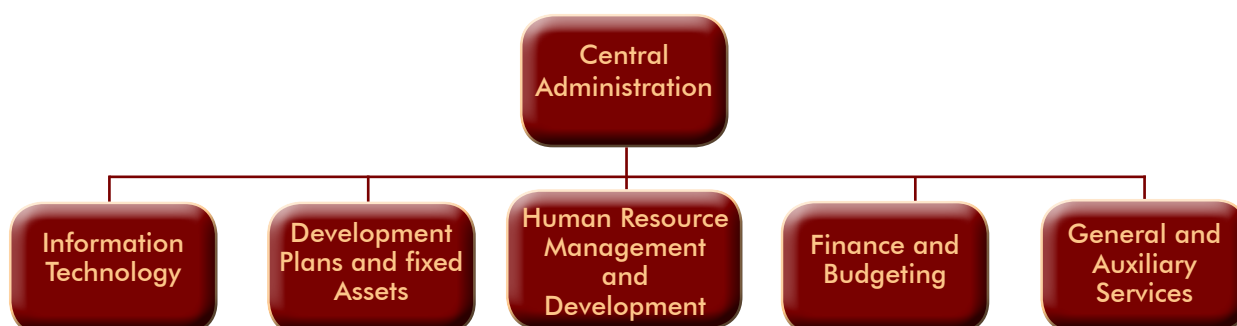 Central
Administration
Information
Technology
Development
Plans and fixed
Assets
Human Resource
Management
and
Development
Finance and
Budgeting
General and
Auxiliary
Services